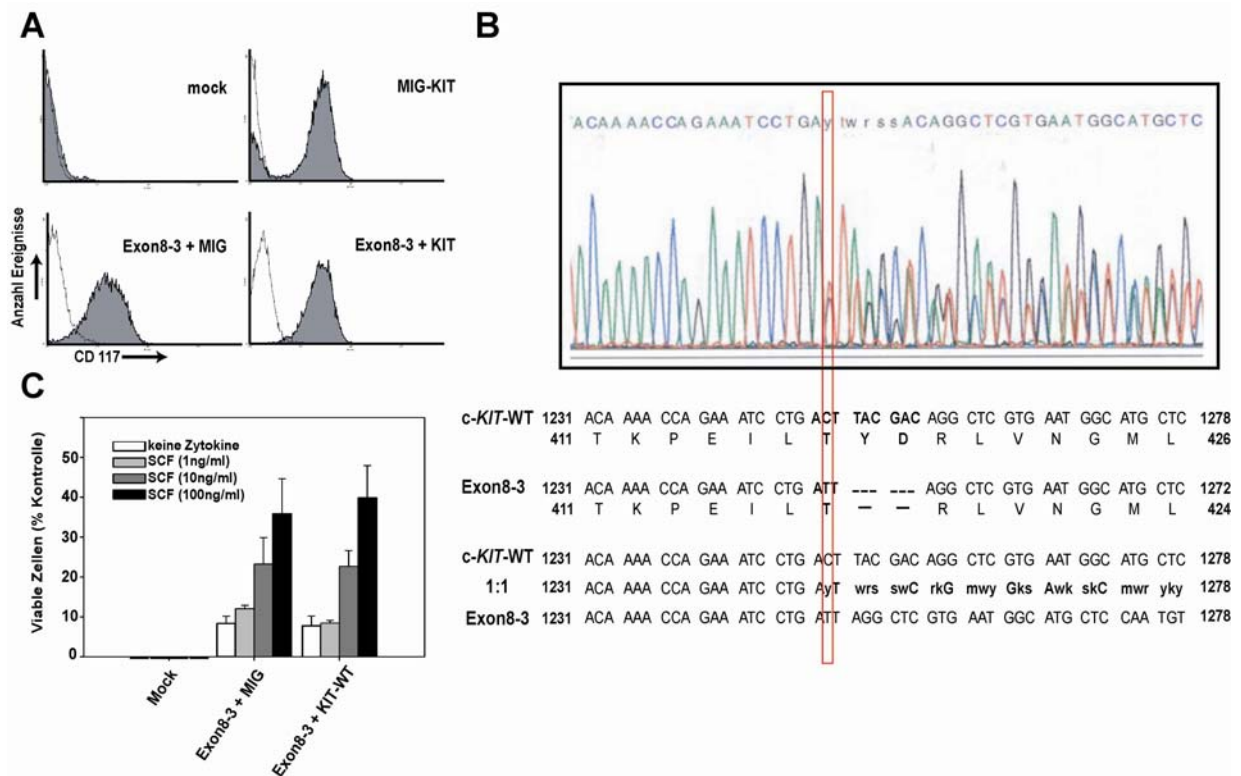 A
mock
MIG-KIT
Exon8-3 + MIG
Exon8-3 + KIT
Anzahl Ereignisse
CD 117
B
ACAAAACCAGAAATCCTGAytwrssACAGGCTCGTGAATGGCATGCTC
c-KIT-WT 1231 ACA AAA CCA GAA ATC CTG ACT TAC GAC AGG CTC GTG AAT GGC ATG CTC 1278
411 T K P E I L T Y D R L V N G M L 426
Exon8-3 1231 ACA AAA CCA GAA ATC CTG ATT --- --- AGG CTC GTG AAT GGC ATG CTC 1272
411 T K P E I L T – – R L V N G M L 424
c-KIT-WT 1231 ACA AAA CCA GAA ATC CTG ACT TAC GAC AGG CTC GTG AAT GGC ATG CTC 1278
1:1 1231 ACA AAA CCA GAA ATC CTG AyT wrs swC rkG mwy Gks Awk skC mwr yky 1278
Exon8-3 1231 ACA AAA CCA GAA ATC CTG ATT AGG CTC GTG AAT GGC ATG CTC CAA TGT 1278
C
Viable Zellen (% Kontrolle)
50
40
30
20
10
0
keine Zytokine
SCF (1ng/ml)
SCF (10ng/ml)
SCF (100ng/ml)
Mock
Exon8-3 + MIG
Exon8-3 + KIT-WT